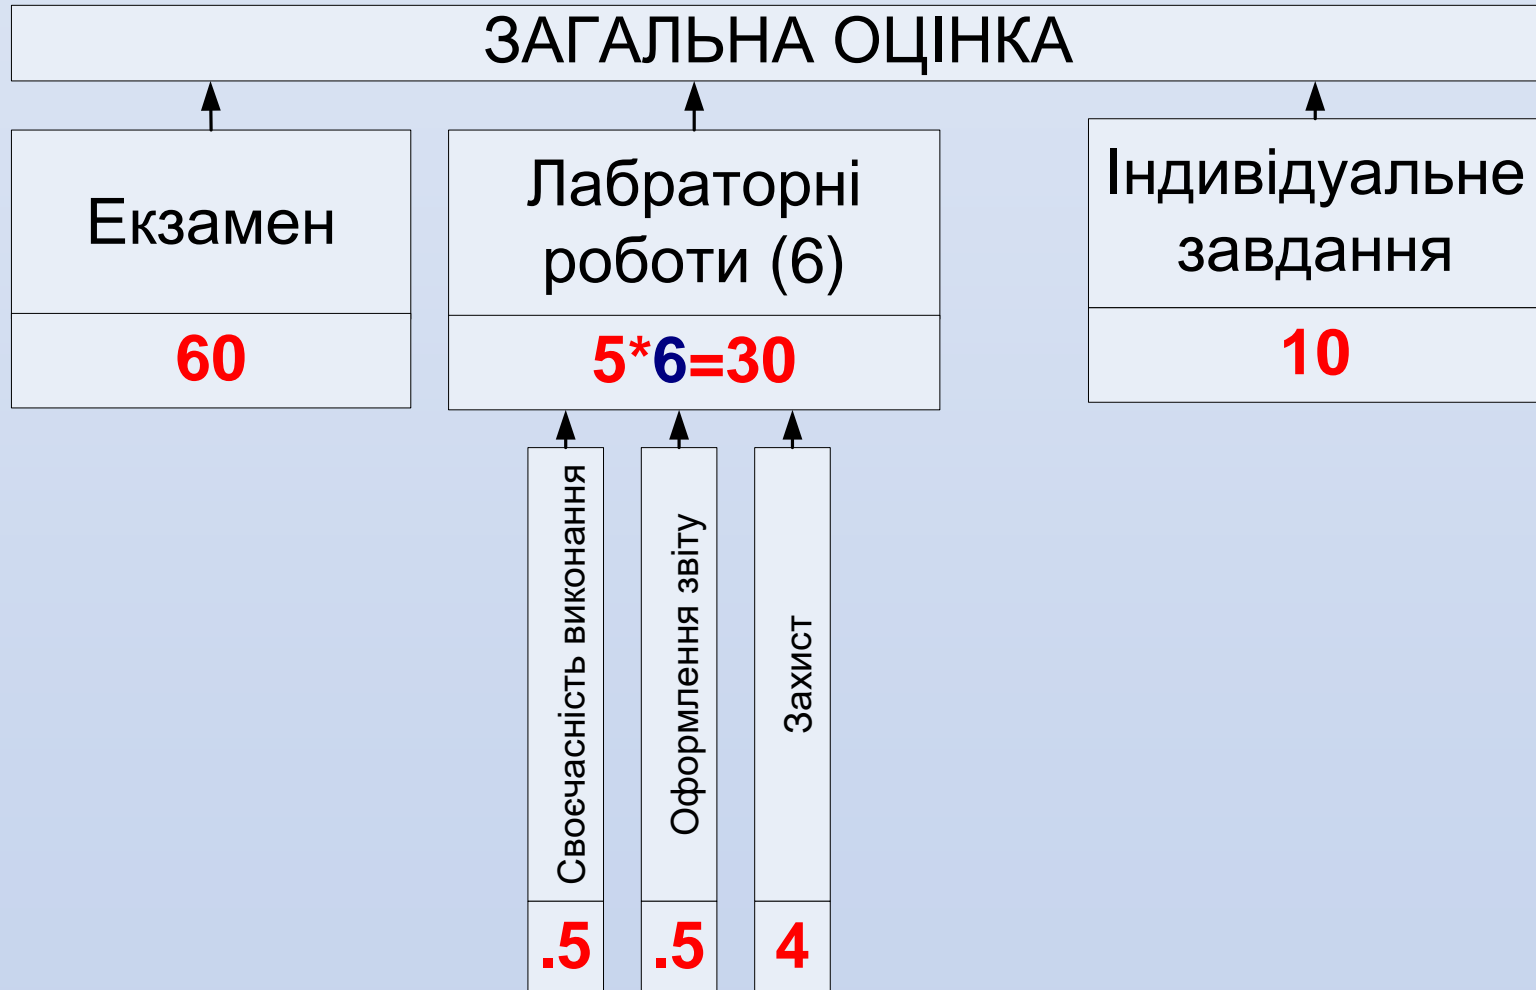 ЗАГАЛЬНА ОЦІНКА
Екзамен
60
Лабраторні
роботи (6)
5*6=30
Індивідуальне
завдання
10
Своєчасність виконання
.5
Оформлення звіту
.5
Захист
4